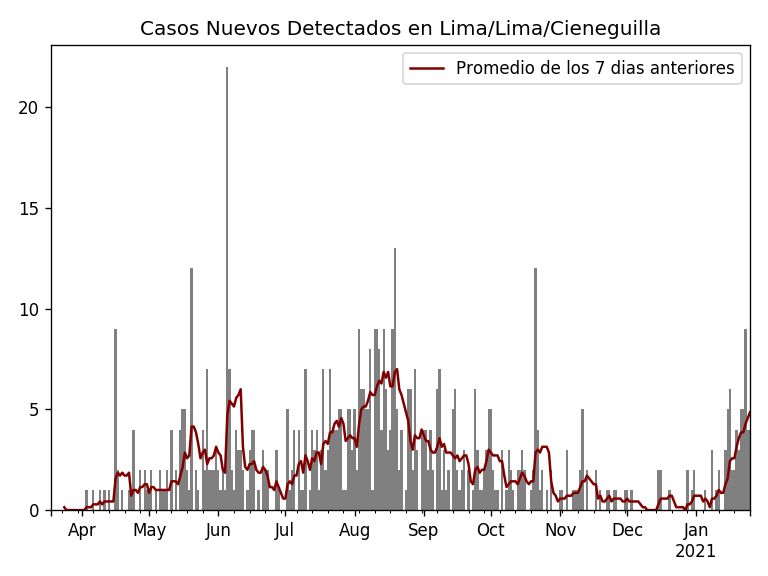 Casos Nuevos Detectados en Lima/Lima/Cieneguilla
Promedio de los 7 dias anteriores
20
15
10
5
0
Apr May Jun Jul Aug Sep Oct Nov Dec Jan
2021